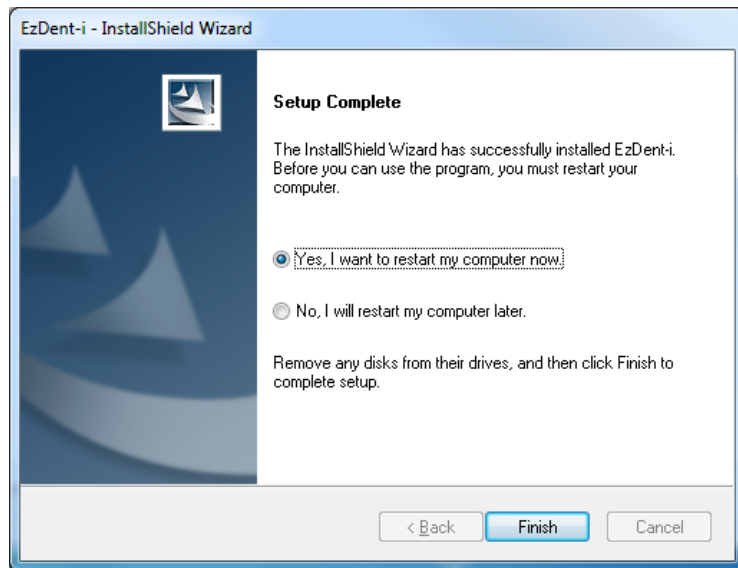 EzDent-i - InstallShield Wizard
Setup Complete
The InstallShield Wizard has successfully installed EzDent-i.
Before you can use the program, you must restart your
computer.
Yes, I want to restart my computer now.
No, I will restart my computer later.
Remove any disks from their drives, and then click Finish to
complete setup.
< Back
Finish
Cancel